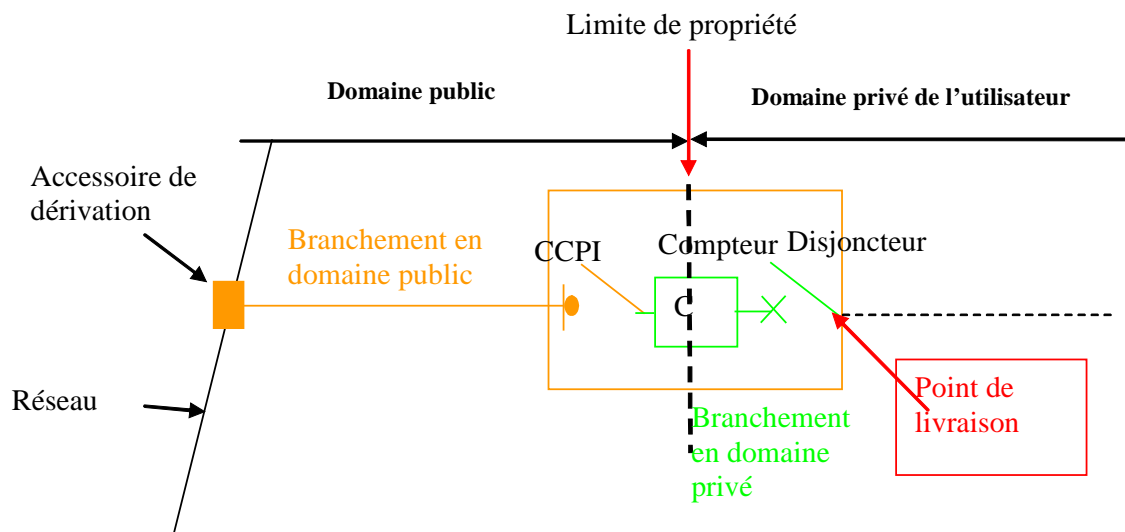 Limite de propriété
Domaine public
Domaine privé de l’utilisateur
Accessoire de
dérivation
Branchement en
domaine public
CCPI
Compteur
Disjoncteur
C
Réseau
Point de
livraison
Branchement
en domaine
privé